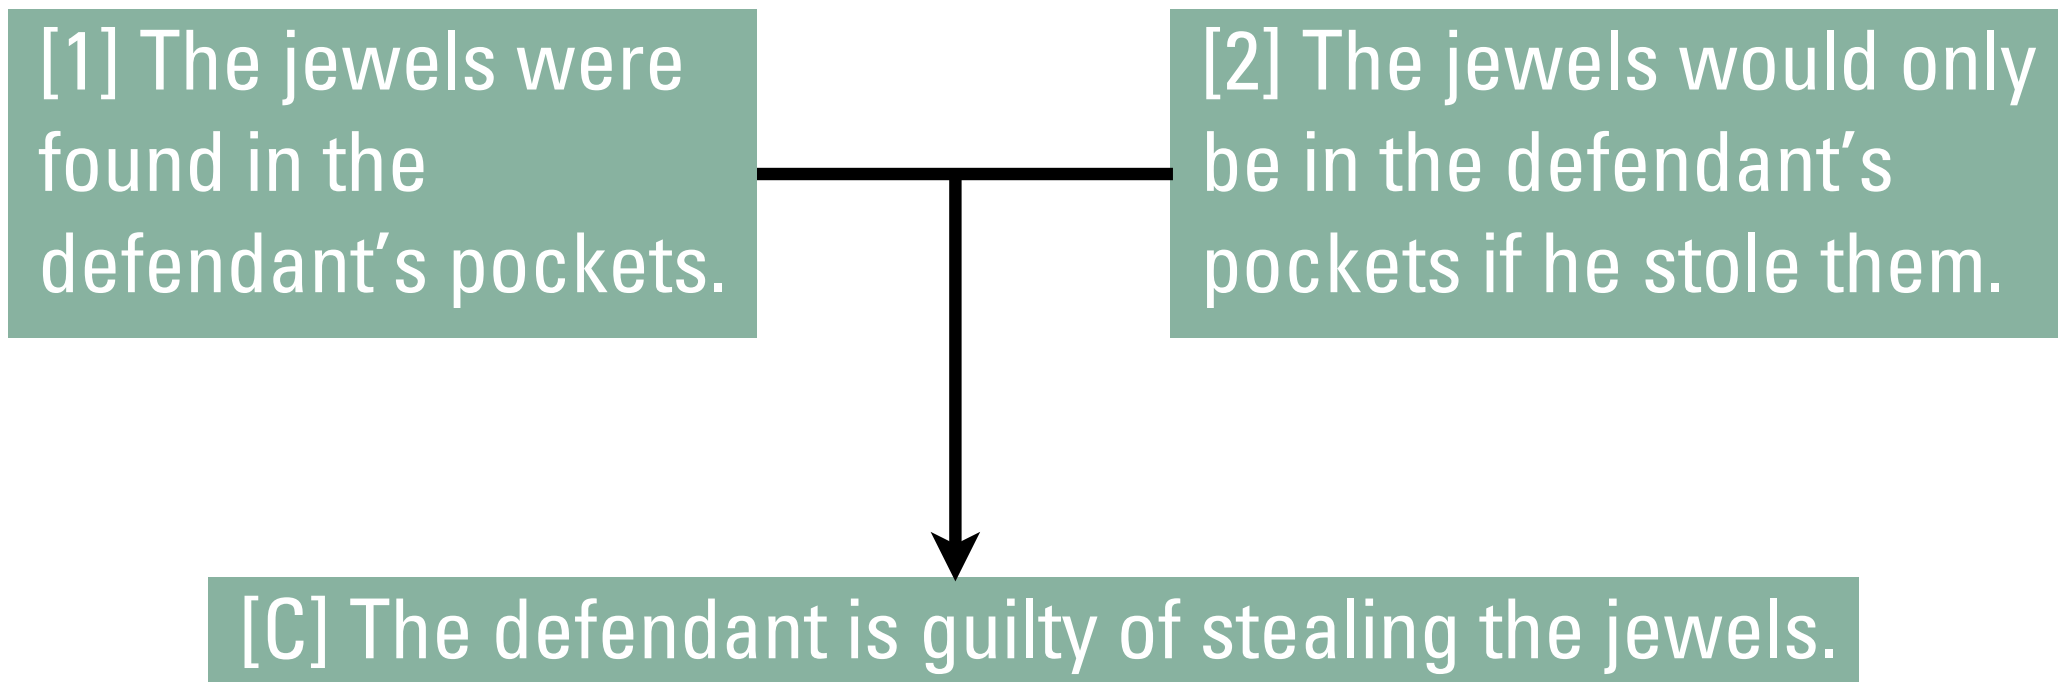 [1] The jewels were
found in the
defendant’s pockets.
[2] The jewels would only
be in the defendant’s
pockets if he stole them.
[C] The defendant is guilty of stealing the jewels.